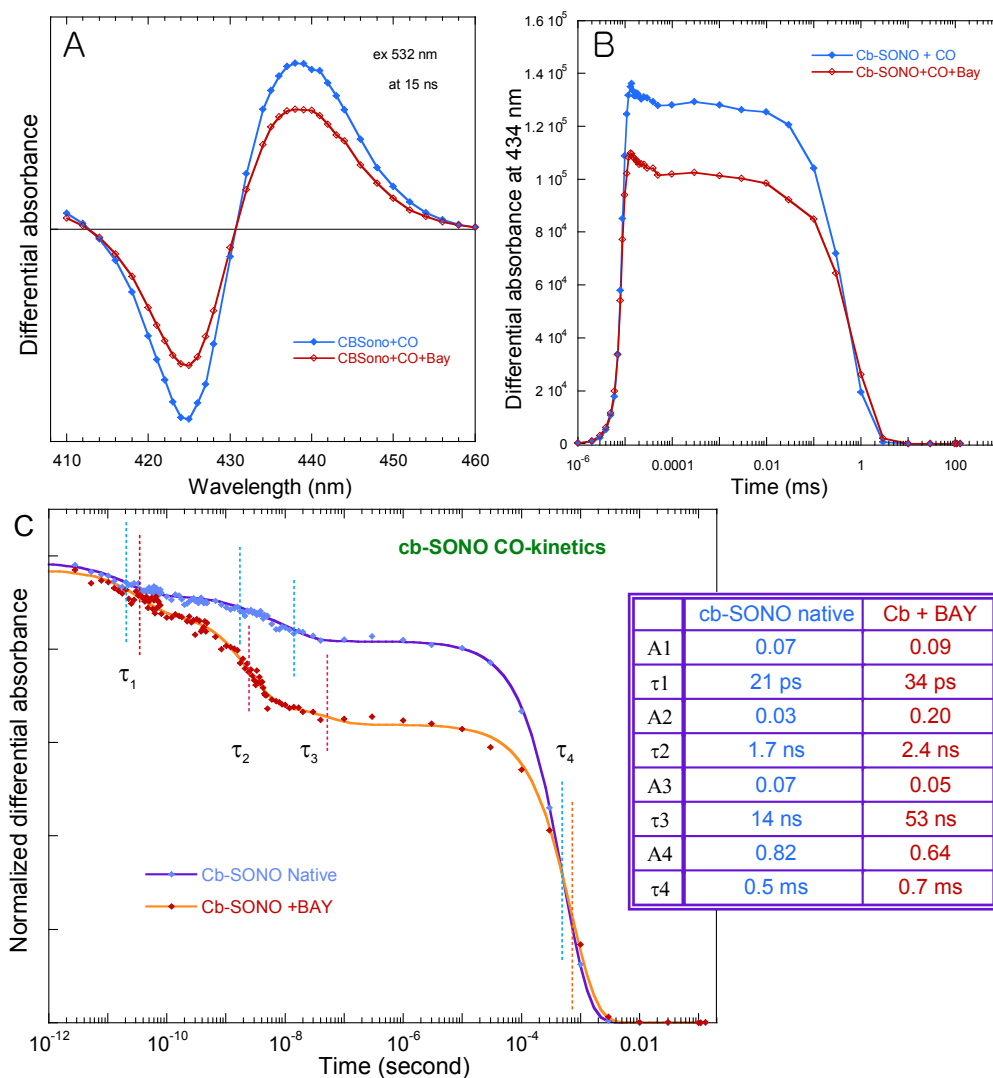 A
ex 532 nm
at 15 ns
CBSono+CO
CBSono+CO+Bay
Differential absorbance
410 420 430 440 450 460
Wavelength (nm)
B
Cb-SONO + CO
Cb-SONO+CO+Bay
Differential absorbance at 434 nm
1.6 10⁵
1.4 10⁵
1.2 10⁵
1 10⁵
8 10⁴
6 10⁴
4 10⁴
2 10⁴
0
10⁻⁶ 0.0001 0.01 1 100
Time (ms)
C
cb-SONO CO-kinetics
τ₁
τ₂
τ₃
τ₄
Cb-SONO Native
Cb-SONO +BAY
Normalized differential absorbance
10⁻¹² 10⁻¹⁰ 10⁻⁸ 10⁻⁶ 10⁻⁴ 0.01
Time (second)
cb-SONO native Cb + BAY
A1 0.07 0.09
τ1 21 ps 34 ps
A2 0.03 0.20
τ2 1.7 ns 2.4 ns
A3 0.07 0.05
τ3 14 ns 53 ns
A4 0.82 0.64
τ4 0.5 ms 0.7 ms